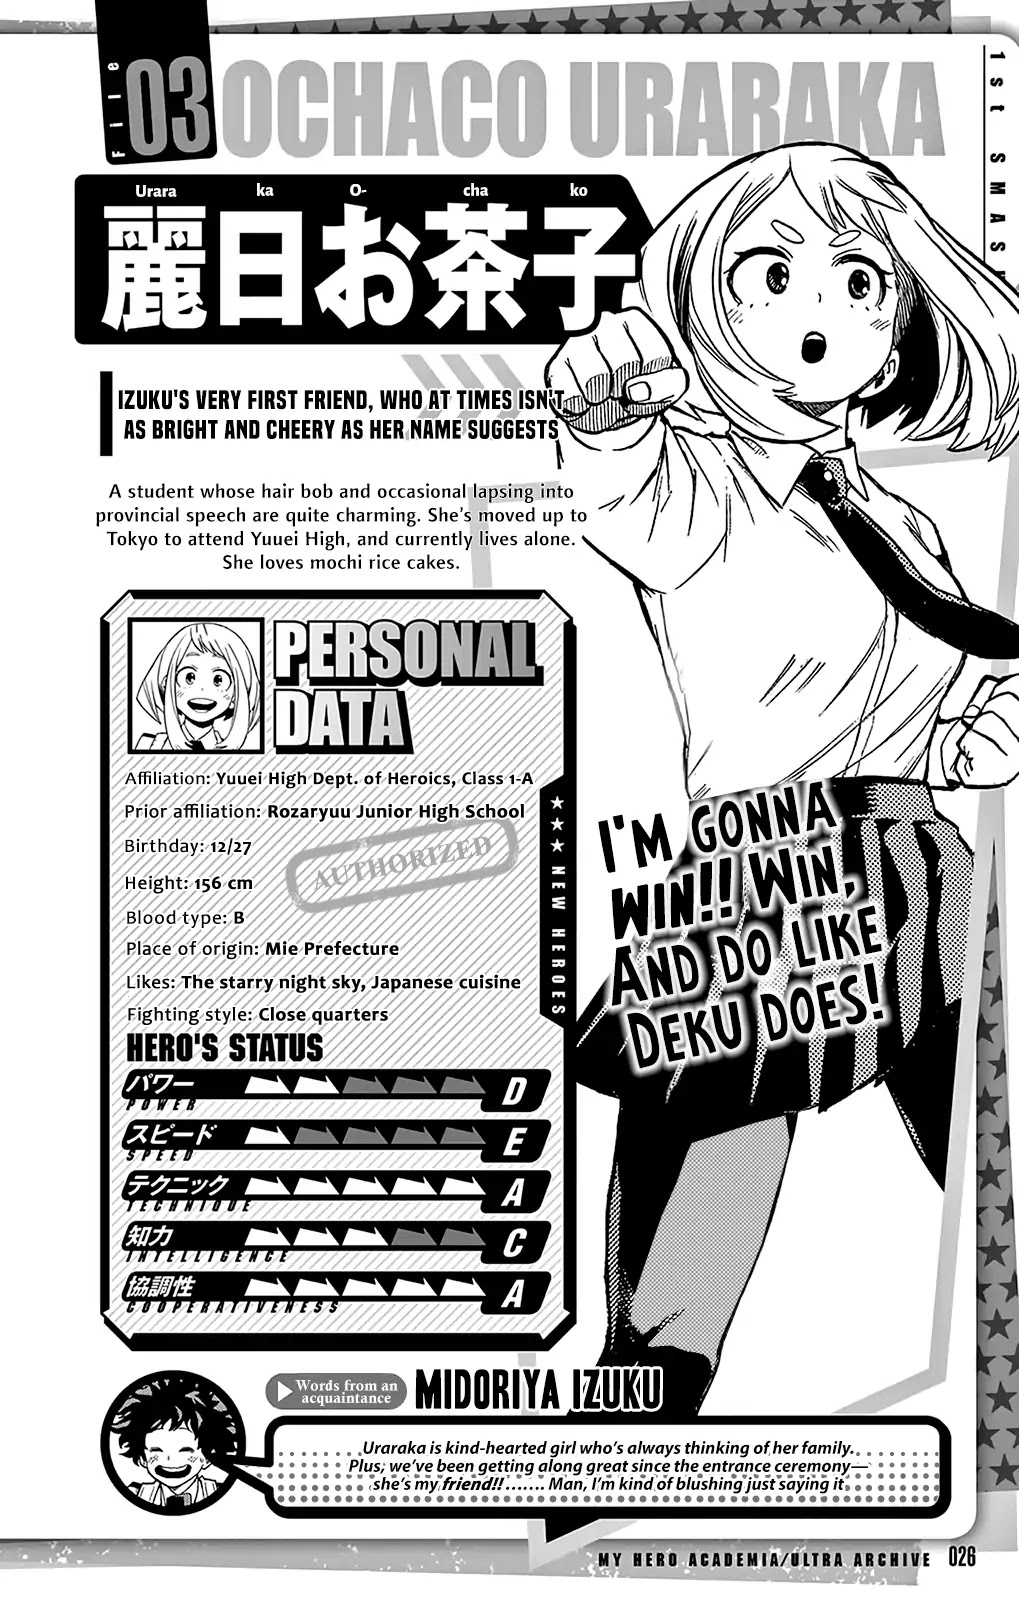 File 03
OCHACO URARAKA
1st SMASH
Urara ka O- cha ko
麗日お茶子
IZUKU'S VERY FIRST FRIEND, WHO AT TIMES ISN'T
AS BRIGHT AND CHEERY AS HER NAME SUGGESTS
A student whose hair bob and occasional lapsing into
provincial speech are quite charming. She's moved up to
Tokyo to attend Yuuei High, and currently lives alone.
She loves mochi rice cakes.
PERSONAL
DATA
Affiliation: Yuuei High Dept. of Heroics, Class 1-A
Prior affiliation: Rozaryuu Junior High School
Birthday: 12/27
Height: 156 cm
Blood type: B
Place of origin: Mie Prefecture
Likes: The starry night sky, Japanese cuisine
Fighting style: Close quarters
AUTHORIZED
★★★ NEW HEROES
I'M GONNA
WIN!! WIN,
AND DO LIKE
DEKU DOES!
HERO'S STATUS
パワー D
POWER
スピード E
SPEED
テクニック A
TECHNIQUE
知力 C
INTELLIGENCE
協調性 A
COOPERATIVENESS
Words from an
acquaintance
MIDORIYA IZUKU
Uraraka is kind-hearted girl who's always thinking of her family.
Plus, we've been getting along great since the entrance ceremony—
she's my friend!! ....... Man, I'm kind of blushing just saying it
MY HERO ACADEMIA/ULTRA ARCHIVE 026